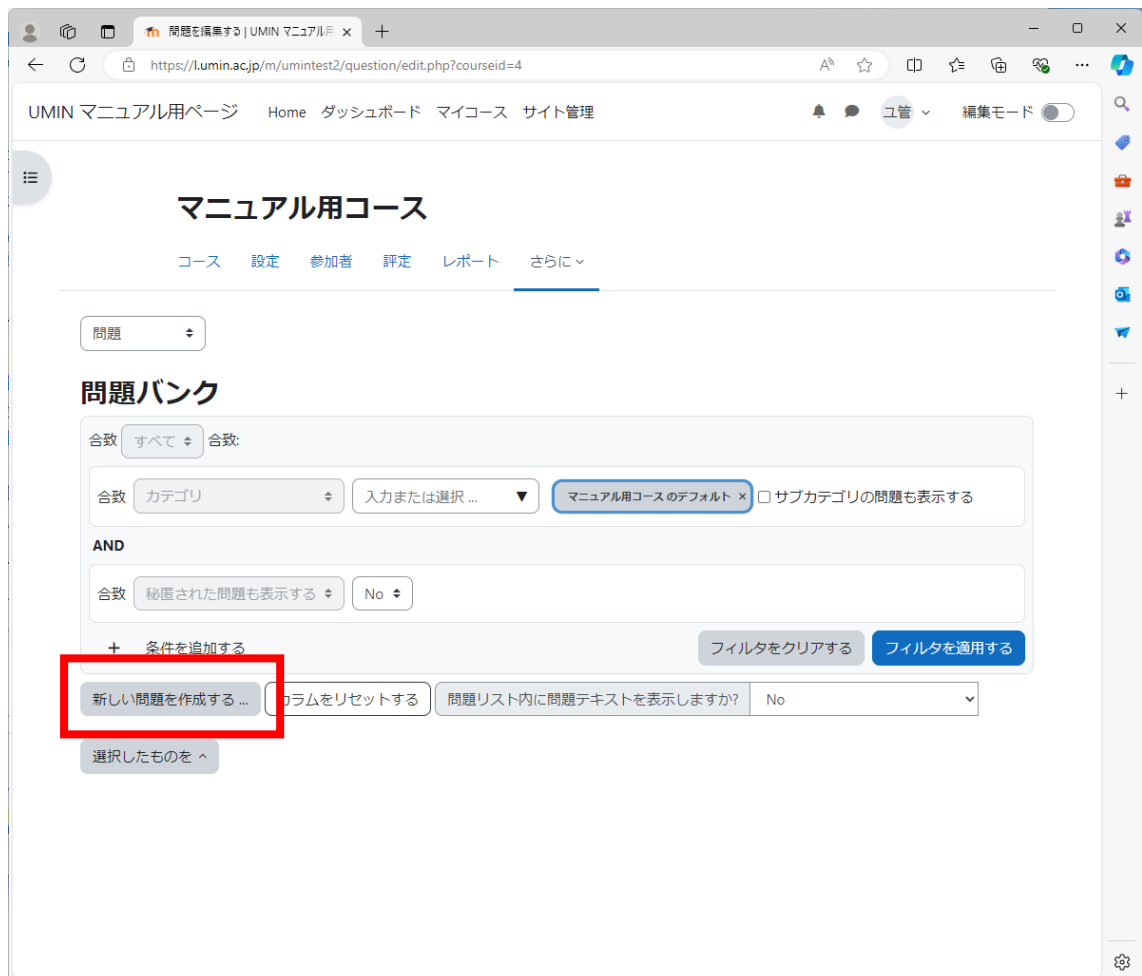 問題を編集する | UMIN マニュアル用
https://l.umin.ac.jp/m/umintest2/question/edit.php?courseid=4
UMIN マニュアル用ページ Home ダッシュボード マイコース サイト管理 ユ管 編集モード
マニュアル用コース
コース 設定 参加者 評定 レポート さらに
問題
問題バンク
合致 すべて 合致:
合致 カテゴリ 入力または選択 ... ▼ マニュアル用コース のデフォルト × サブカテゴリの問題も表示する
AND
合致 秘匿された問題も表示する No
+ 条件を追加する フィルタをクリアする フィルタを適用する
新しい問題を作成する ... カラムをリセットする 問題リスト内に問題テキストを表示しますか? No
選択したものを